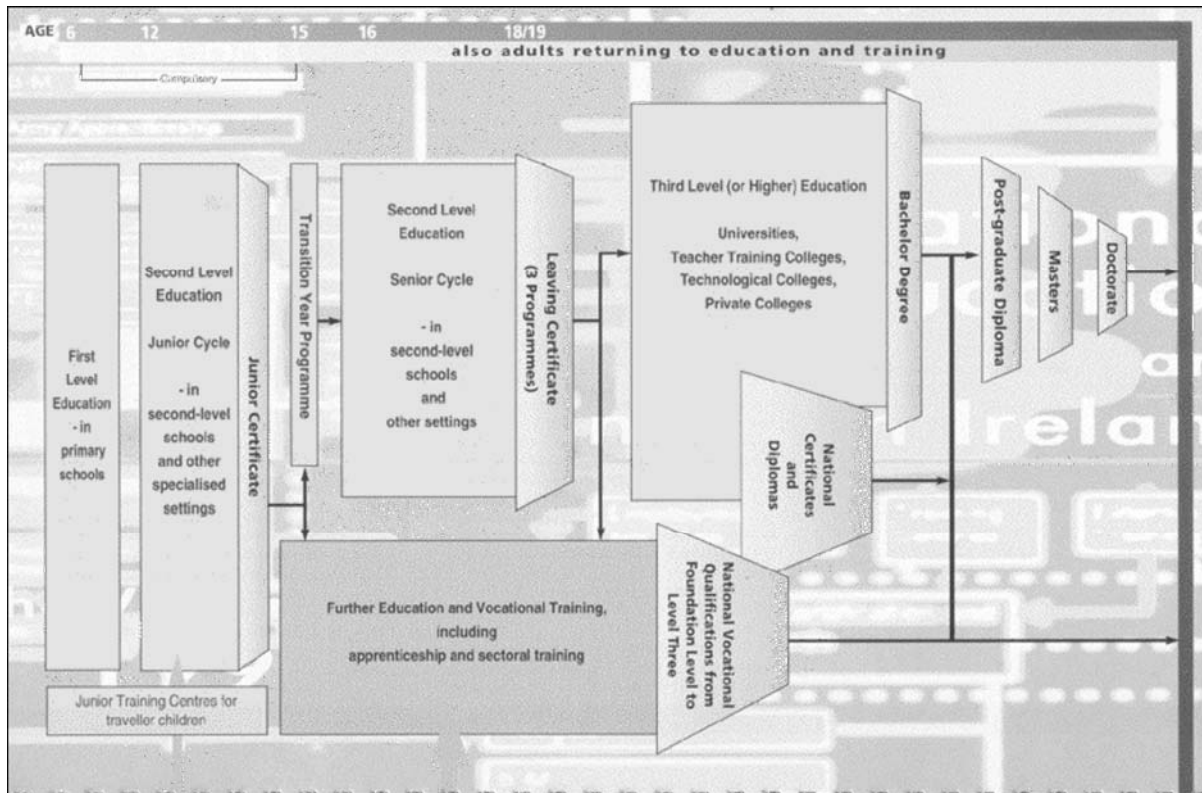 AGE 6 12 15 16 18/19
also adults returning to education and training
Compulsory
Army Apprenticeship
First
Level
Education
- in
primary
schools
Second Level
Education
Junior Cycle
- in
second-level
schools
and other
specialised
settings
Junior Certificate
Junior Training Centres for
traveller children
Transition Year Programme
Second Level
Education
Senior Cycle
- in
second-level
schools
and
other settings
Leaving Certificate
(3 Programmes)
Further Education and Vocational Training,
including
apprenticeship and sectoral training
National Vocational
Qualifications from
Foundation Level to
Level Three
Third Level (or Higher) Education
Universities,
Teacher Training Colleges,
Technological Colleges,
Private Colleges
National
Certificates
and
Diplomas
Bachelor Degree
Post-graduate Diploma
Masters
Doctorate